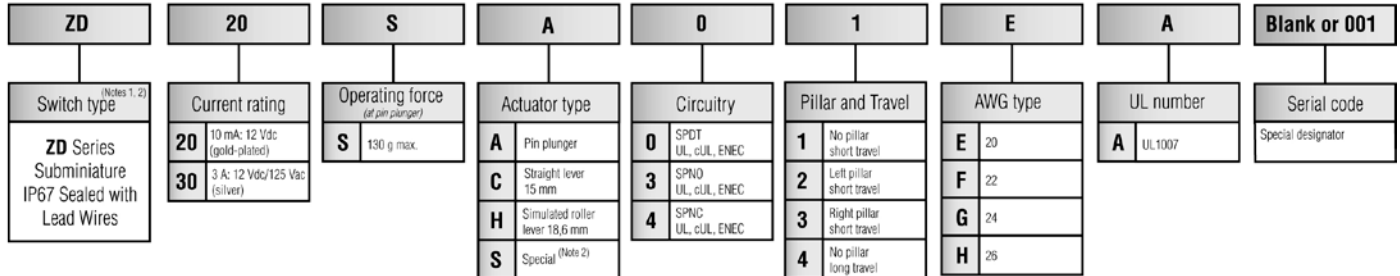 ZD 20 S A 0 1 E A Blank or 001
Switch type (Notes 1, 2)
ZD Series
Subminiature
IP67 Sealed with
Lead Wires
Current rating
20 10 mA: 12 Vdc
(gold-plated)
30 3 A: 12 Vdc/125 Vac
(silver)
Operating force
(at pin plunger)
S 130 g max.
Actuator type
A Pin plunger
C Straight lever
15 mm
H Simulated roller
lever 18,6 mm
S Special (Note 2)
Circuitry
0 SPDT
UL, cUL, ENEC
3 SPNO
UL, cUL, ENEC
4 SPNC
UL, cUL, ENEC
Pillar and Travel
1 No pillar
short travel
2 Left pillar
short travel
3 Right pillar
short travel
4 No pillar
long travel
AWG type
E 20
F 22
G 24
H 26
UL number
A UL1007
Serial code
Special designator